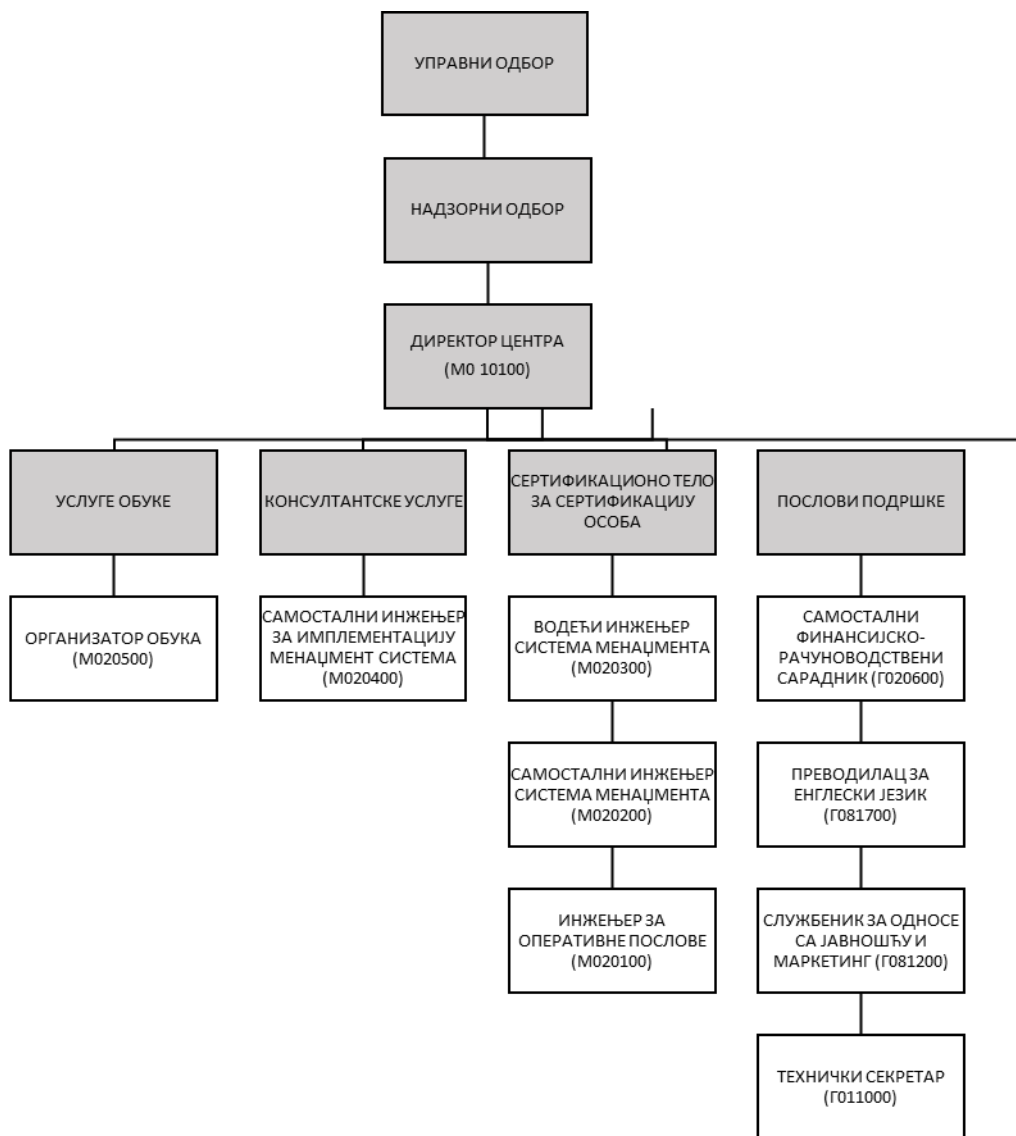 УПРАВНИ ОДБОР
НАДЗОРНИ ОДБОР
ДИРЕКТОР ЦЕНТРА
(М0 10100)
УСЛУГЕ ОБУКЕ
КОНСУЛТАНТСКЕ УСЛУГЕ
СЕРТИФИКАЦИОНО ТЕЛО
ЗА СЕРТИФИКАЦИЈУ
ОСОБА
ПОСЛОВИ ПОДРШКЕ
ОРГАНИЗАТОР ОБУКА
(М020500)
САМОСТАЛНИ ИНЖЕЊЕР
ЗА ИМПЛЕМЕНТАЦИЈУ
МЕНАЏМЕНТ СИСТЕМА
(М020400)
ВОДЕЋИ ИНЖЕЊЕР
СИСТЕМА МЕНАЏМЕНТА
(М020300)
САМОСТАЛНИ
ФИНАНСИЈСКО-
РАЧУНОВОДСТВЕНИ
САРАДНИК (Г020600)
САМОСТАЛНИ ИНЖЕЊЕР
СИСТЕМА МЕНАЏМЕНТА
(М020200)
ПРЕВОДИЛАЦ ЗА
ЕНГЛЕСКИ ЈЕЗИК
(Г081700)
ИНЖЕЊЕР ЗА
ОПЕРАТИВНЕ ПОСЛОВЕ
(М020100)
СЛУЖБЕНИК ЗА ОДНОСЕ
СА ЈАВНОШЋУ И
МАРКЕТИНГ (Г081200)
ТЕХНИЧКИ СЕКРЕТАР
(Г011000)